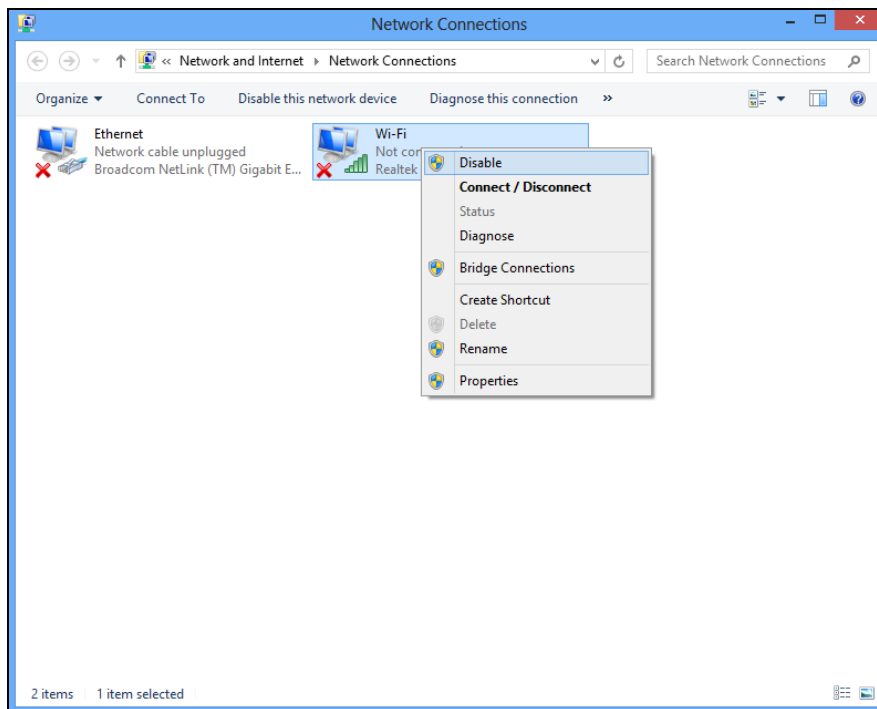 Network Connections
« Network and Internet Network Connections
Search Network Connections
Organize Connect To Disable this network device Diagnose this connection »
Ethernet
Network cable unplugged
Broadcom NetLink (TM) Gigabit E...
Wi-Fi
Not cor
Realtek
Disable
Connect / Disconnect
Status
Diagnose
Bridge Connections
Create Shortcut
Delete
Rename
Properties
2 items 1 item selected